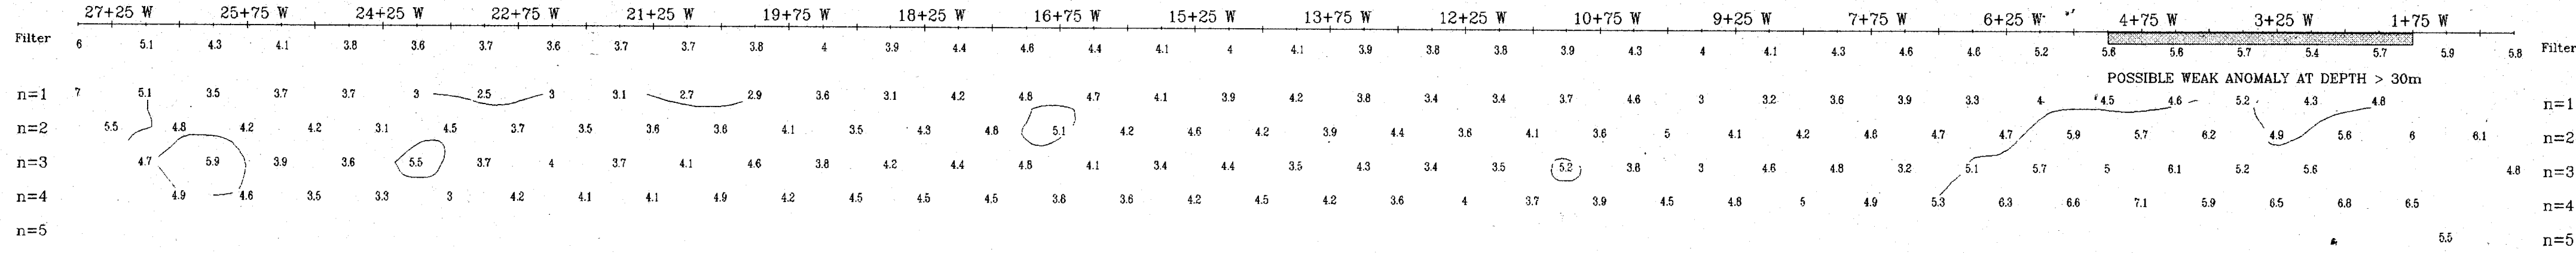 27+25 W 25+75 W 24+25 W 22+75 W 21+25 W 19+75 W 18+25 W 16+75 W 15+25 W 13+75 W 12+25 W 10+75 W 9+25 W 7+75 W 6+25 W 4+75 W 3+25 W 1+75 W
Filter 6 5.1 4.3 4.1 3.8 3.6 3.7 3.6 3.7 3.7 3.8 4 3.9 4.4 4.6 4.4 4.1 4 4.1 3.9 3.8 3.8 3.9 4.3 4 4.1 4.3 4.6 4.6 5.2 5.6 5.6 5.7 5.4 5.7 5.9 5.8 Filter
POSSIBLE WEAK ANOMALY AT DEPTH > 30m
n=1 7 5.1 3.5 3.7 3.7 3 2.5 3 3.1 2.7 2.9 3.6 3.1 4.2 4.8 4.7 4.1 3.9 4.2 3.8 3.4 3.4 3.7 4.6 3 3.2 3.6 3.9 3.3 4 4.5 4.6 5.2 4.3 4.8 n=1
n=2 5.5 4.8 4.2 4.2 3.1 4.5 3.7 3.5 3.6 3.6 4.1 3.5 4.3 4.8 5.1 4.2 4.6 4.2 3.9 4.4 3.6 4.1 3.6 5 4.1 4.2 4.6 4.7 4.7 5.9 5.7 6.2 4.9 5.6 6 6.1 n=2
n=3 4.7 5.9 3.9 3.6 5.5 3.7 4 3.7 4.1 4.6 3.8 4.2 4.4 4.8 4.1 3.4 4.4 3.5 4.3 3.4 3.5 5.2 3.8 3 4.6 4.8 3.2 5.1 5.7 5 6.1 5.2 5.6 4.8 n=3
n=4 4.9 4.6 3.5 3.3 3 4.2 4.1 4.1 4.9 4.2 4.5 4.5 4.5 3.8 3.6 4.2 4.5 4.2 3.6 4 3.7 3.9 4.5 4.8 5 4.9 5.3 6.3 6.6 7.1 5.9 6.5 6.8 6.5 n=4
n=5 5.5 n=5